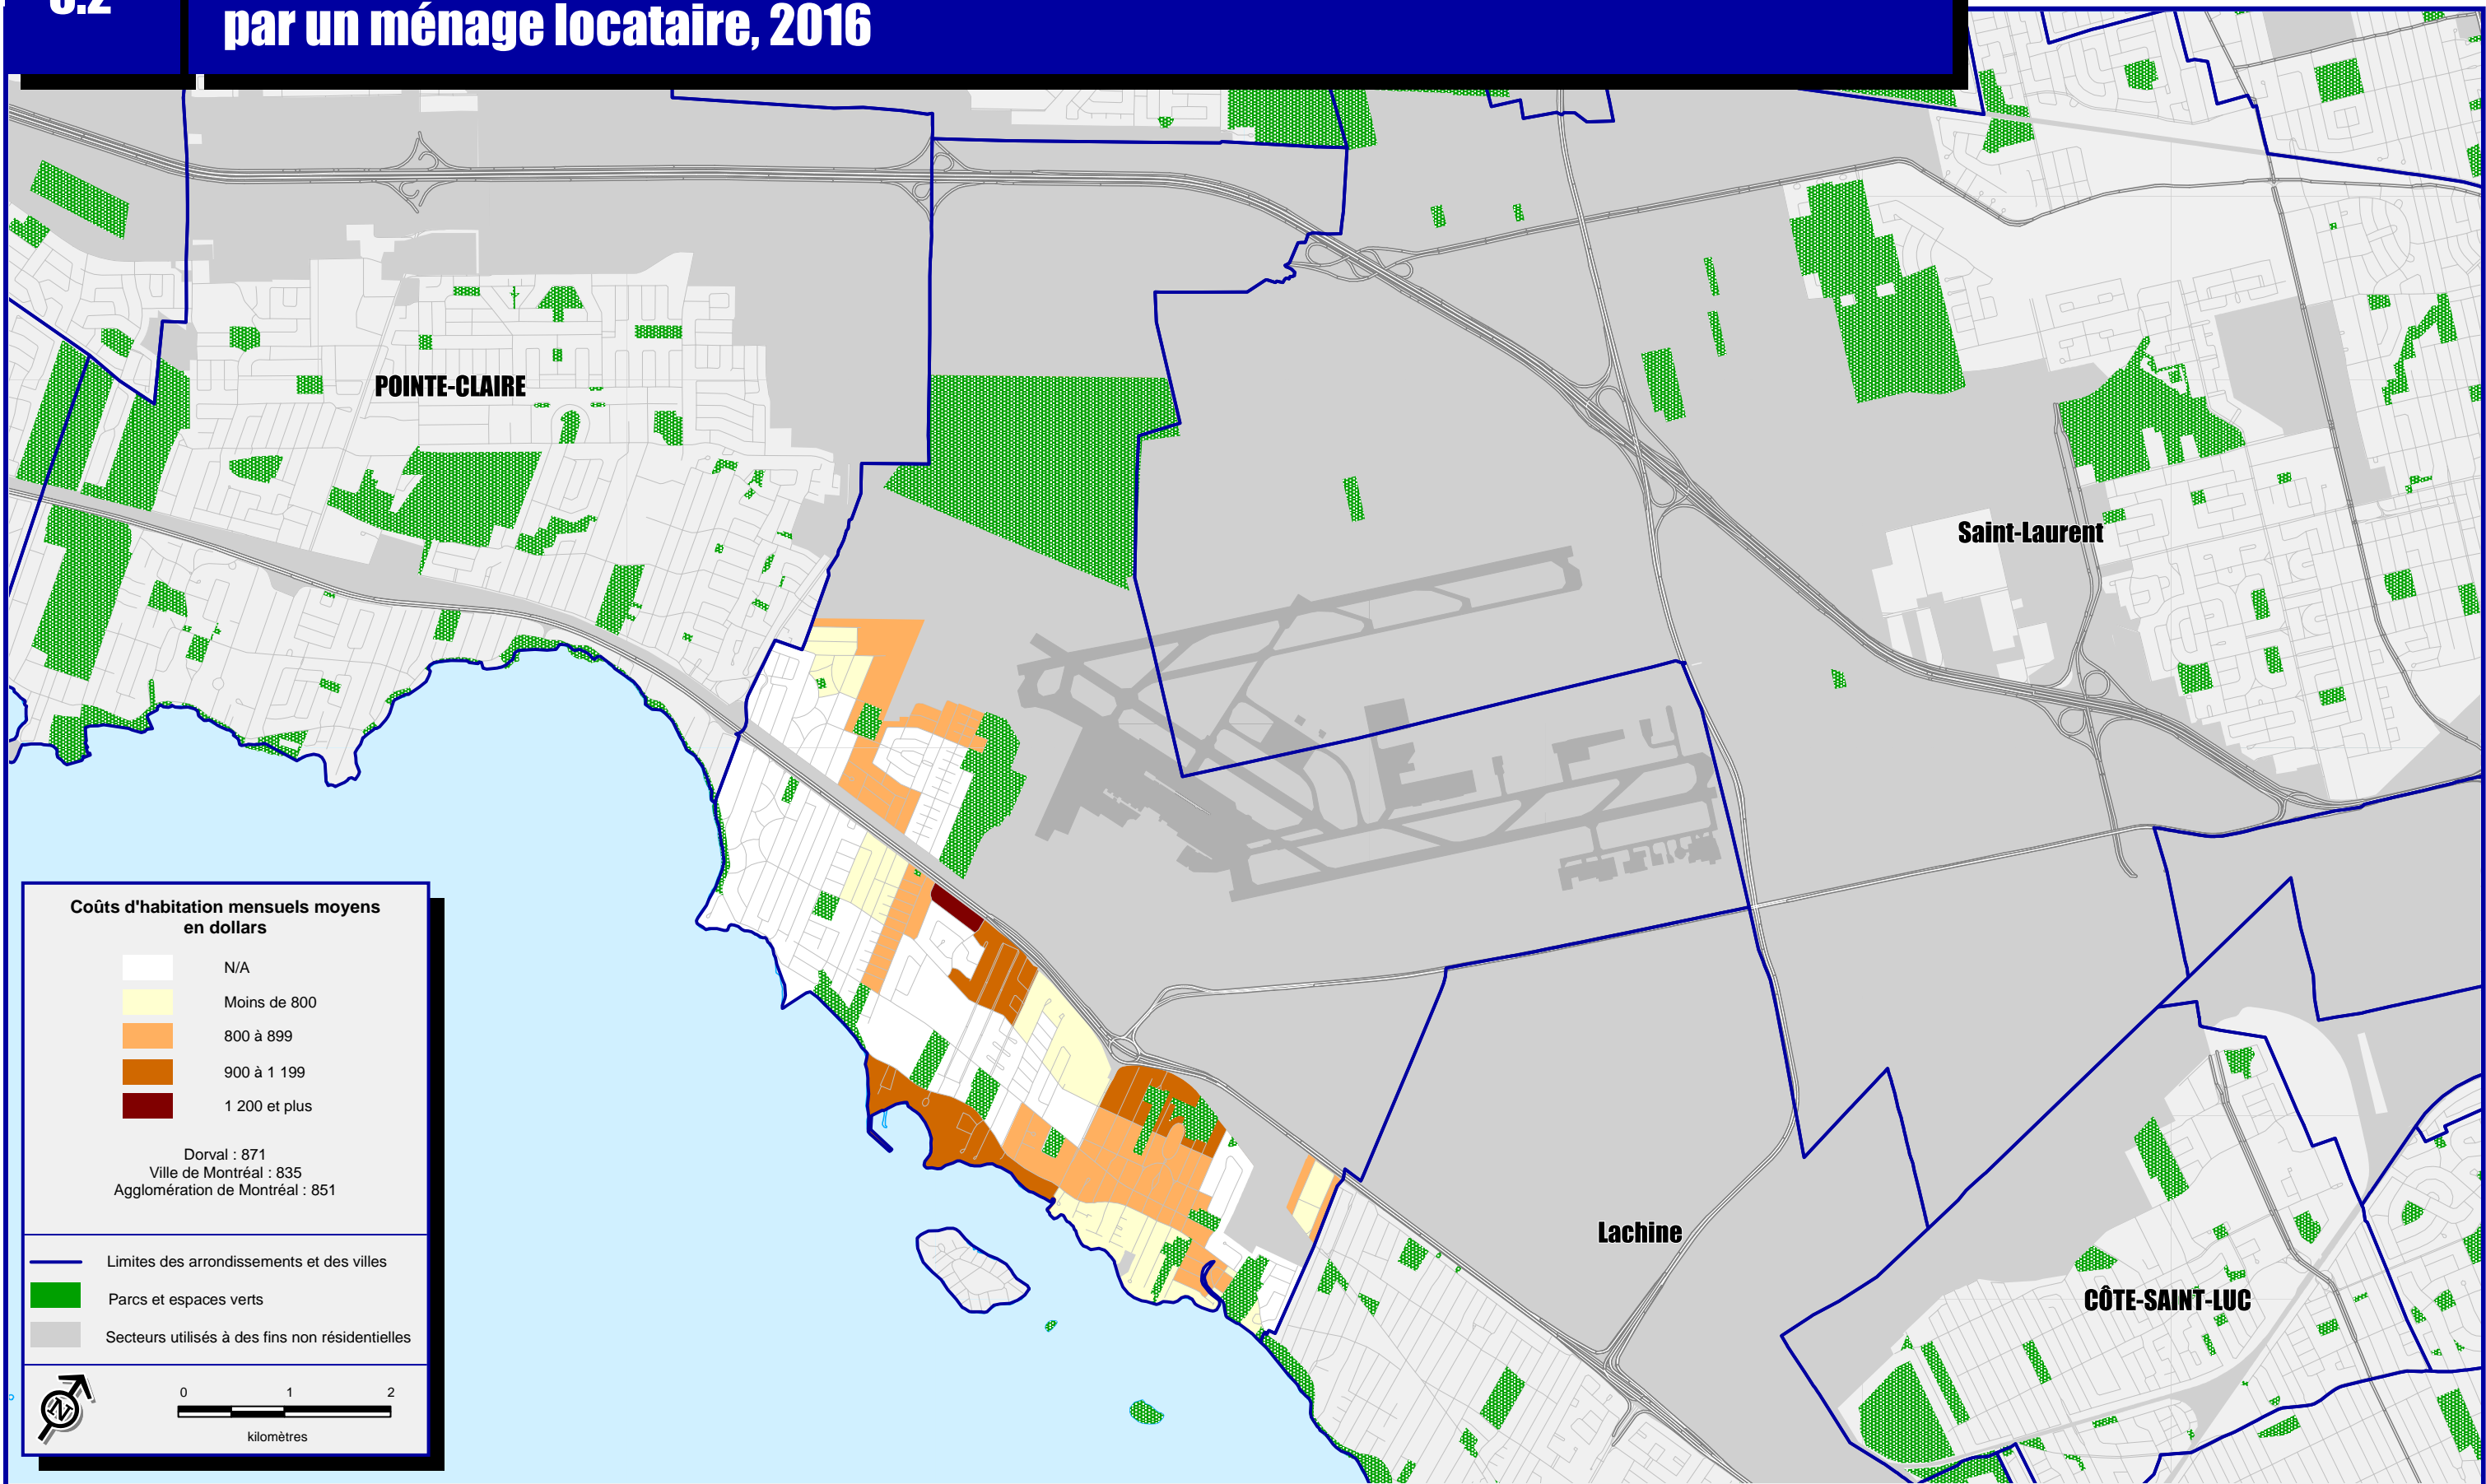 par un ménage locataire, 2016
POINTE-CLAIRE
Saint-Laurent
Lachine
CÔTE-SAINT-LUC
Coûts d'habitation mensuels moyens
en dollars
N/A
Moins de 800
800 à 899
900 à 1 199
1 200 et plus
Dorval : 871
Ville de Montréal : 835
Agglomération de Montréal : 851
Limites des arrondissements et des villes
Parcs et espaces verts
Secteurs utilisés à des fins non résidentielles
N
0 1 2
kilomètres